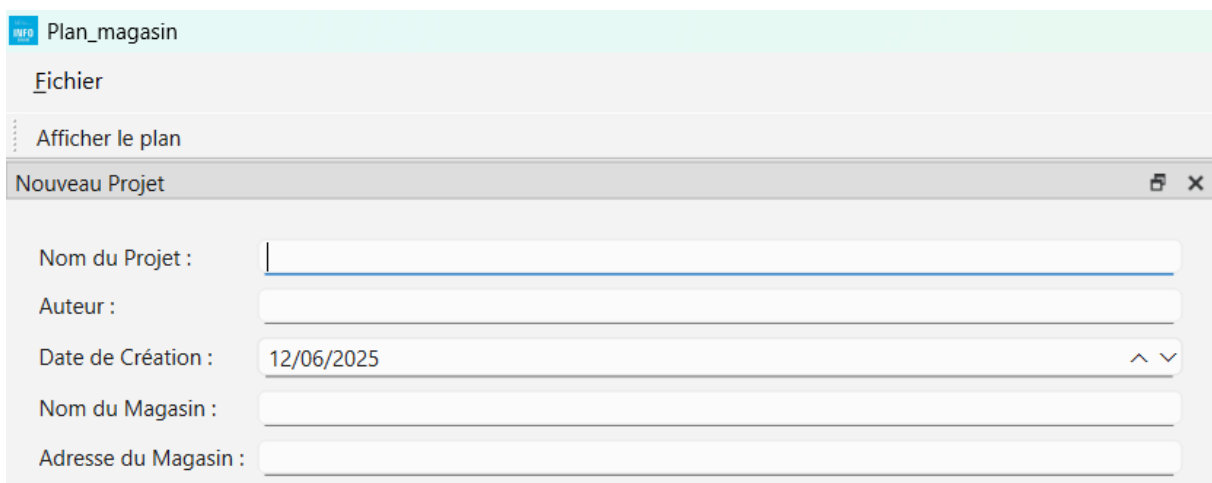 INFO
Plan_magasin
Fichier
Afficher le plan
Nouveau Projet
Nom du Projet :
Auteur :
Date de Création : 12/06/2025
Nom du Magasin :
Adresse du Magasin :